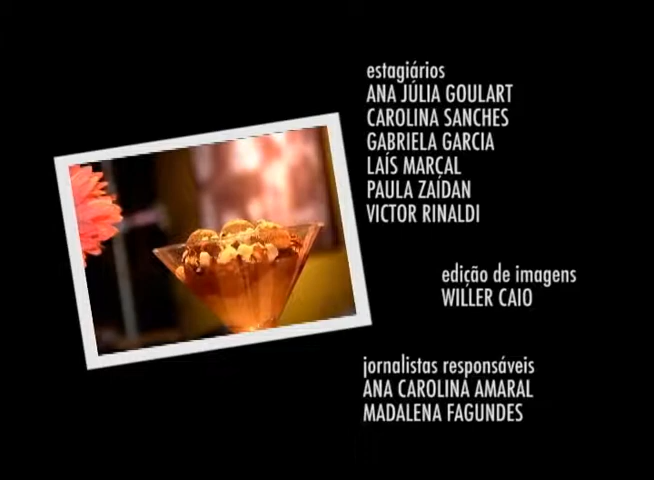 estagiários
ANA JÚLIA GOULART
CAROLINA SANCHES
GABRIELA GARCIA
LAÍS MARÇAL
PAULA ZAÍDAN
VICTOR RINALDI
edição de imagens
WILLER CAIO
jornalistas responsáveis
ANA CAROLINA AMARAL
MADALENA FAGUNDES